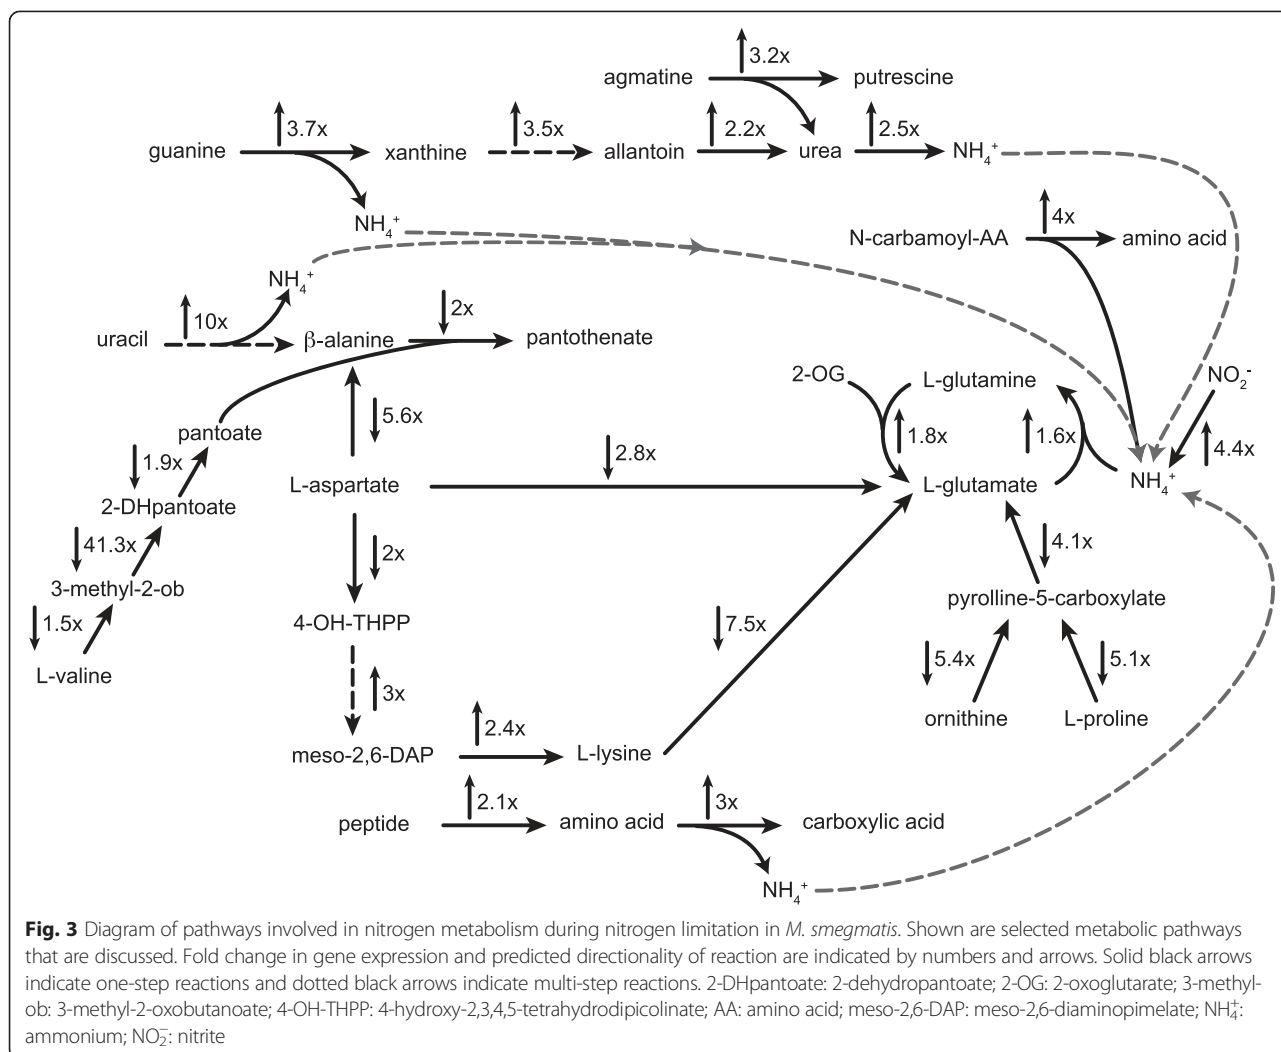 3.2x
agmatine putrescine
3.7x 3.5x 2.2x 2.5x
guanine xanthine allantoin urea NH₄⁺
NH₄⁺
4x
N-carbamoyl-AA amino acid
NH₄⁺
10x 2x
uracil β-alanine pantothenate
2-OG L-glutamine NO₂⁻
5.6x
pantoate
1.8x 1.6x 4.4x
1.9x 2.8x
L-aspartate L-glutamate NH₄⁺
2-DHpantoate
41.3x 2x 4.1x
3-methyl-2-ob pyrolline-5-carboxylate
1.5x 4-OH-THPP 7.5x
5.4x 5.1x
L-valine
3x
ornithine L-proline
2.4x
meso-2,6-DAP L-lysine
2.1x 3x
peptide amino acid carboxylic acid
NH₄⁺
Fig. 3 Diagram of pathways involved in nitrogen metabolism during nitrogen limitation in M. smegmatis. Shown are selected metabolic pathways
that are discussed. Fold change in gene expression and predicted directionality of reaction are indicated by numbers and arrows. Solid black arrows
indicate one-step reactions and dotted black arrows indicate multi-step reactions. 2-DHpantoate: 2-dehydropantoate; 2-OG: 2-oxoglutarate; 3-methyl-
ob: 3-methyl-2-oxobutanoate; 4-OH-THPP: 4-hydroxy-2,3,4,5-tetrahydrodipicolinate; AA: amino acid; meso-2,6-DAP: meso-2,6-diaminopimelate; NH₄⁺:
ammonium; NO₂⁻: nitrite